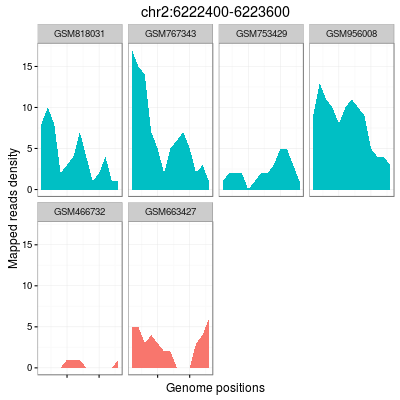 chr2:6222400-6223600
GSM818031 GSM767343 GSM753429 GSM956008
15
10
5
0
GSM466732 GSM663427
15
10
5
0
Mapped reads density
Genome positions